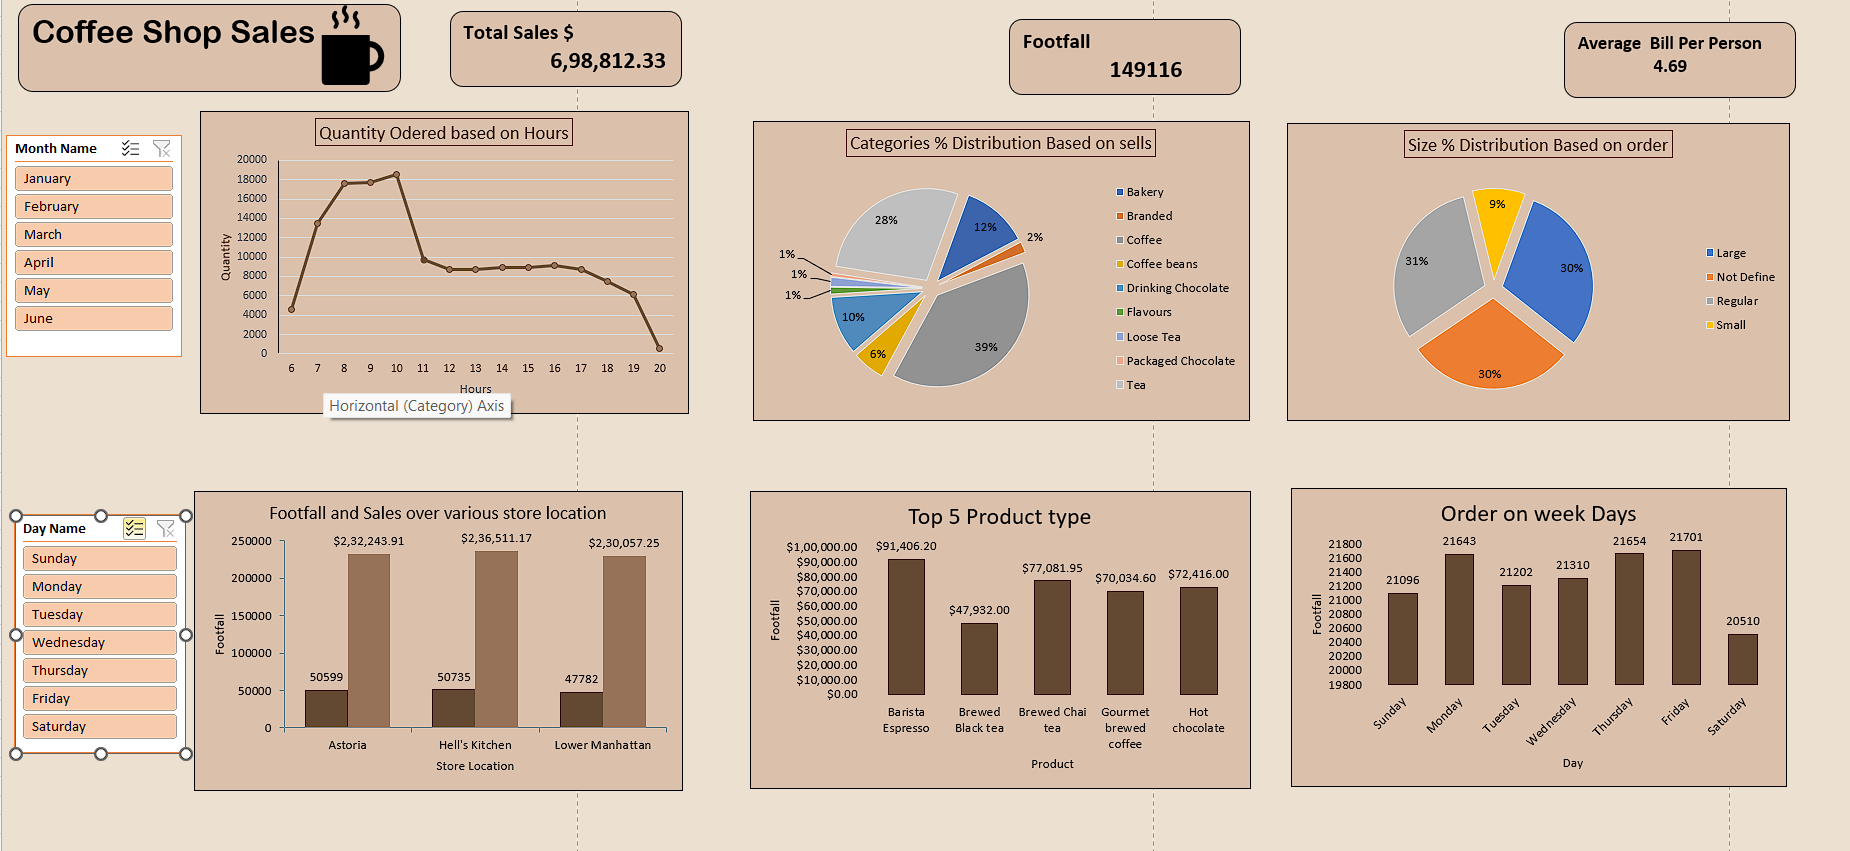 Coffee Shop Sales
Total Sales $
6,98,812.33
Footfall
149116
Average Bill Per Person
4.69
Month Name
January
February
March
April
May
June
Quantity Odered based on Hours
Quantity
20000
18000
16000
14000
12000
10000
8000
6000
4000
2000
0
6 7 8 9 10 11 12 13 14 15 16 17 18 19 20
Hours
Horizontal (Category) Axis
Categories % Distribution Based on sells
28%
12%
2%
1%
1%
1%
10%
6%
39%
Bakery
Branded
Coffee
Coffee beans
Drinking Chocolate
Flavours
Loose Tea
Packaged Chocolate
Tea
Size % Distribution Based on order
9%
31%
30%
30%
Large
Not Define
Regular
Small
Day Name
Sunday
Monday
Tuesday
Wednesday
Thursday
Friday
Saturday
Footfall and Sales over various store location
Footfall
250000
200000
150000
100000
50000
0
$2,32,243.91
$2,36,511.17
$2,30,057.25
50599
50735
47782
Astoria
Hell's Kitchen
Lower Manhattan
Store Location
Top 5 Product type
Footfall
$1,00,000.00
$90,000.00
$80,000.00
$70,000.00
$60,000.00
$50,000.00
$40,000.00
$30,000.00
$20,000.00
$10,000.00
$0.00
$91,406.20
$47,932.00
$77,081.95
$70,034.60
$72,416.00
Barista
Espresso
Brewed
Black tea
Brewed Chai
tea
Gourmet
brewed
coffee
Hot
chocolate
Product
Order on week Days
Footfall
21800
21600
21400
21200
21000
20800
20600
20400
20200
20000
19800
21096
21643
21202
21310
21654
21701
20510
Sunday
Monday
Tuesday
Wednesday
Thursday
Friday
Saturday
Day